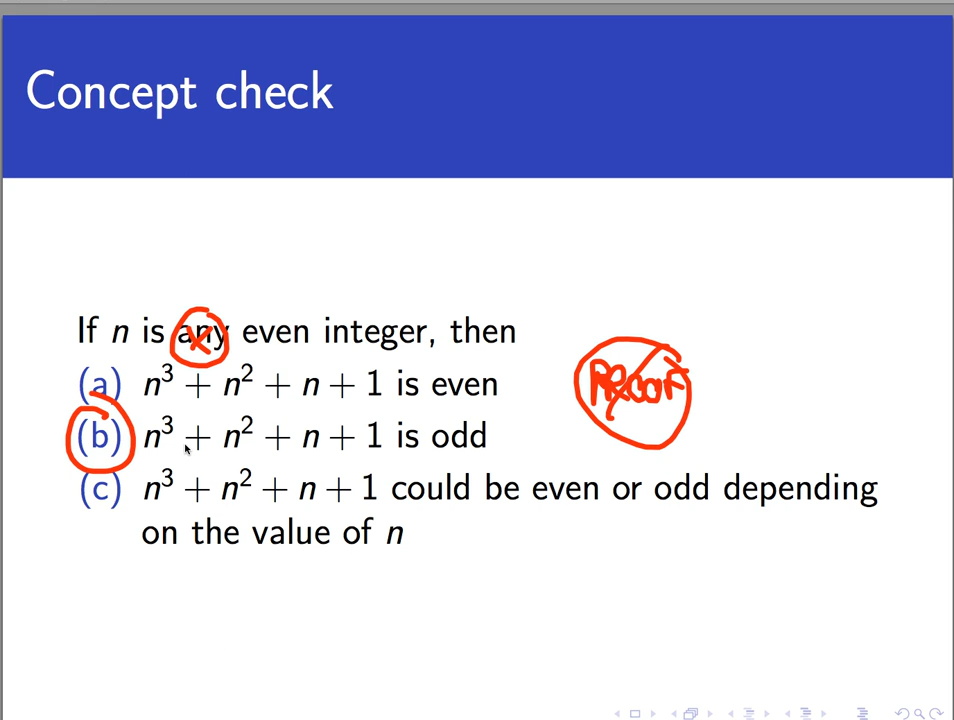 Concept check
If n is any even integer, then
(a) n³ + n² + n + 1 is even
PROOF
(b) n³ + n² + n + 1 is odd
(c) n³ + n² + n + 1 could be even or odd depending
on the value of n